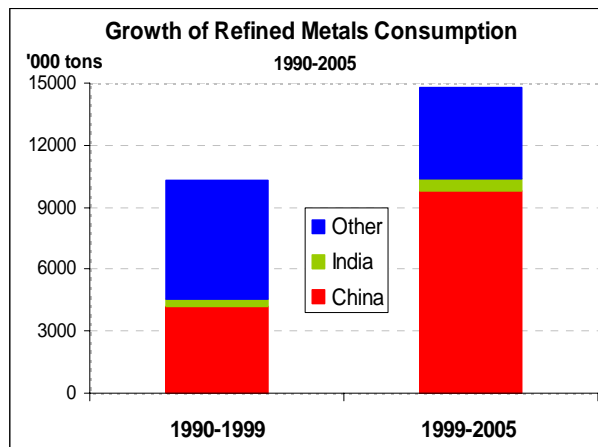 Growth of Refined Metals Consumption
'000 tons
1990-2005
15000
12000
9000
6000
3000
0
Other
India
China
1990-1999
1999-2005